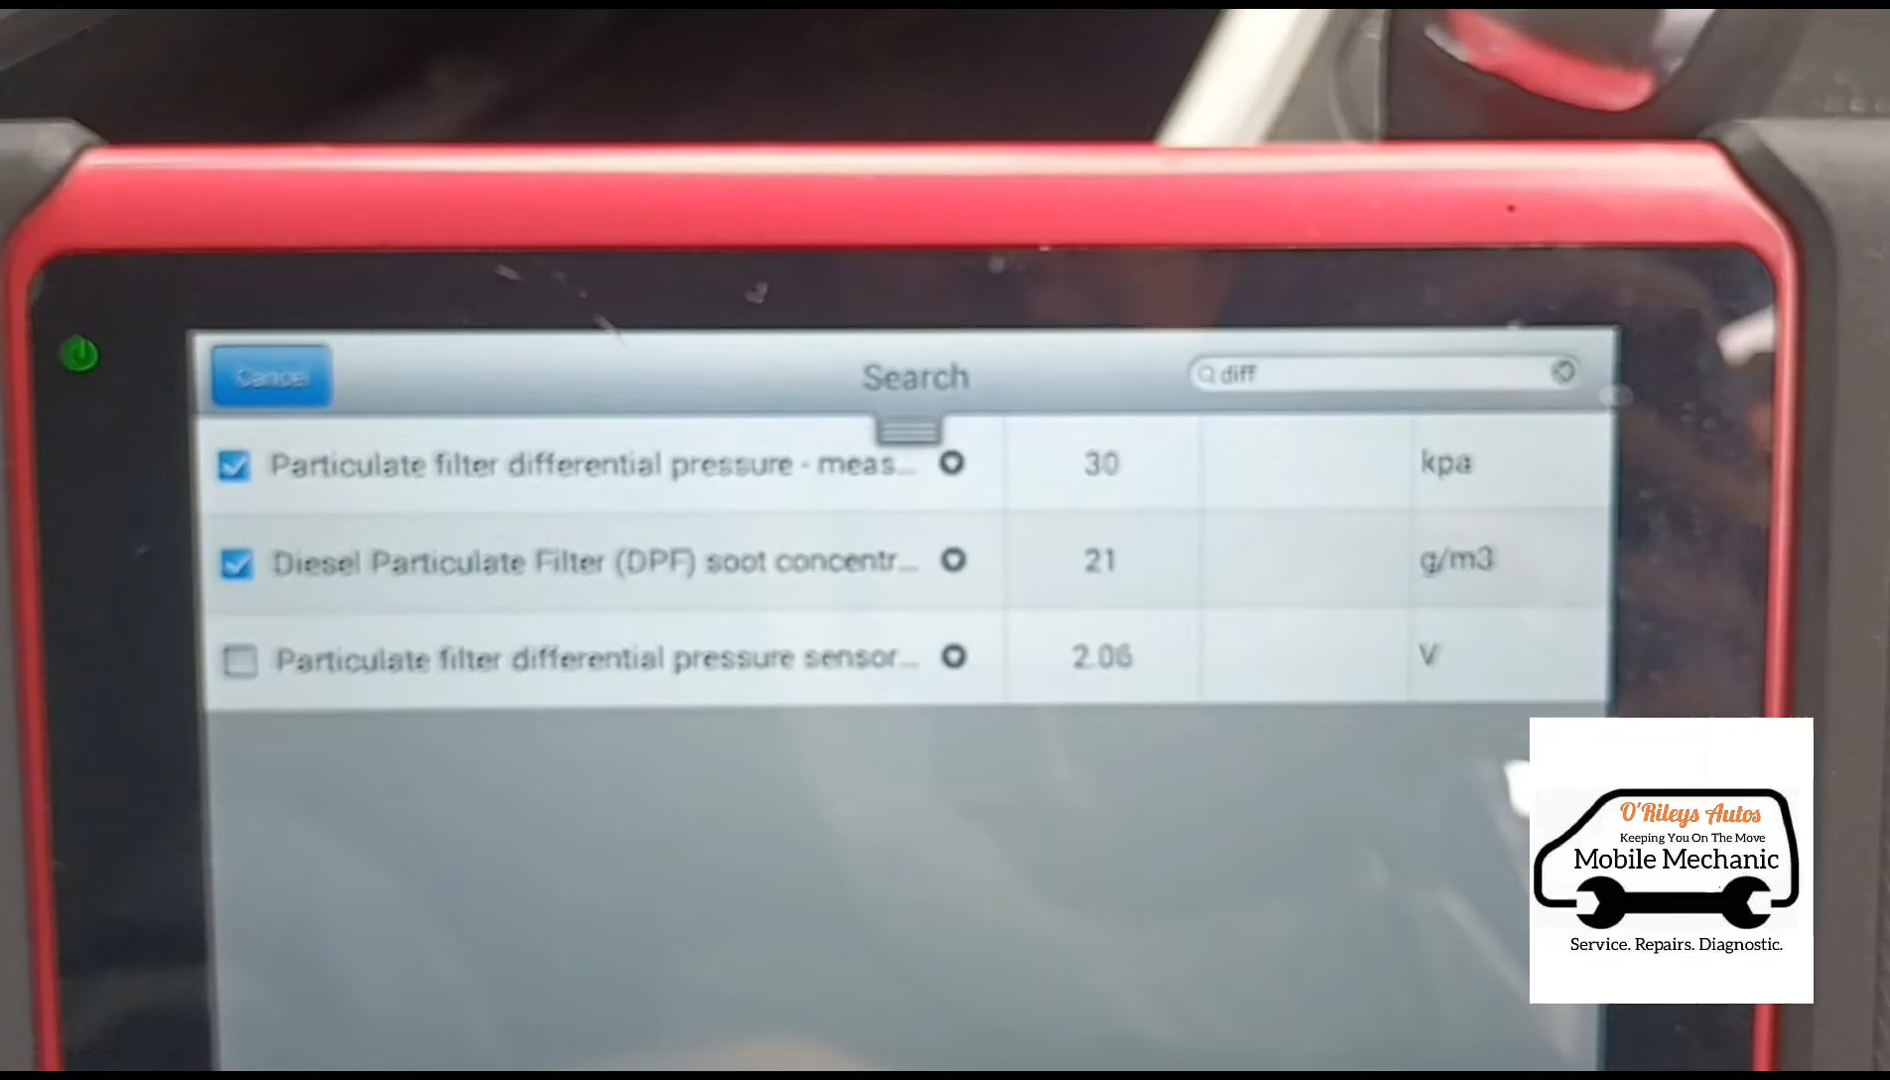 Cancel
Search
diff
Particulate filter differential pressure - meas... 30 kpa
Diesel Particulate Filter (DPF) soot concentr... 21 g/m3
Particulate filter differential pressure sensor... 2.06 V
O'Rileys Autos
Keeping You On The Move
Mobile Mechanic
Service. Repairs. Diagnostic.